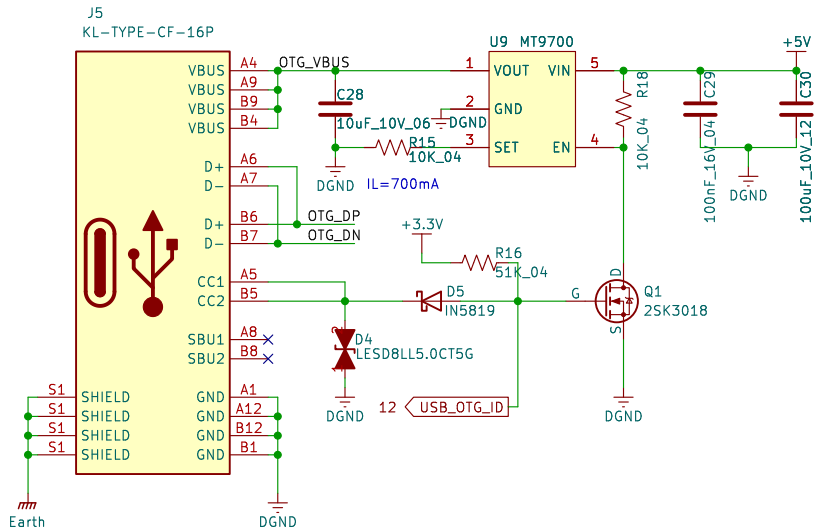 J5
KL-TYPE-CF-16P
VBUS A4
VBUS A9
VBUS B9
VBUS B4
D+ A6
D- A7
D+ B6
D- B7
CC1 A5
CC2 B5
SBU1 A8
SBU2 B8
S1 SHIELD
S1 SHIELD
S1 SHIELD
S1 SHIELD
GND A1
GND A12
GND B12
GND B1
Earth
DGND
OTG_VBUS
C28
10uF_10V_06
DGND
R15
10K_04
IL=700mA
OTG_DP
OTG_DN
U9 MT9700
1 VOUT
2 GND
3 SET
VIN 5
EN 4
DGND
R18
10K_04
C29
100nF_16V_04
+5V
C30
100uF_10V_12
DGND
+3.3V
R16
51K_04
D5
IN5819
D4
2
1
LESD8LL5.0CT5G
DGND
12 USB_OTG_ID
G
D
S
Q1
2SK3018
DGND